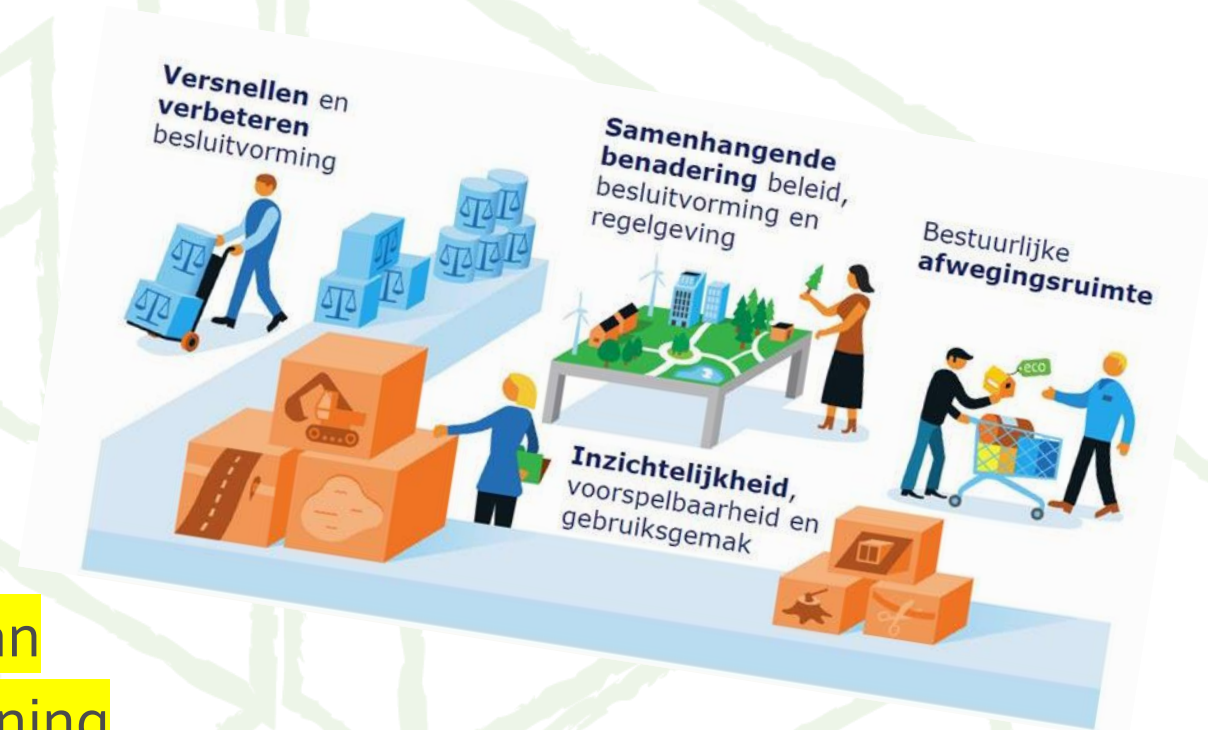 Versnellen en
verbeteren
besluitvorming
Samenhangende
benadering beleid,
besluitvorming en
regelgeving
Bestuurlijke
afwegingsruimte
eco
Inzichtelijkheid,
voorspelbaarheid en
gebruiksgemak